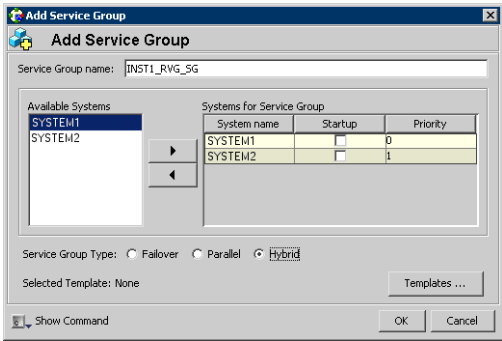 Add Service Group
Add Service Group
Service Group name: INST1_RVG_SG
Available Systems
SYSTEM1
SYSTEM2
Systems for Service Group
System name Startup Priority
SYSTEM1 0
SYSTEM2 1
Service Group Type: Failover Parallel Hybrid
Selected Template: None
Templates ...
Show Command
OK Cancel